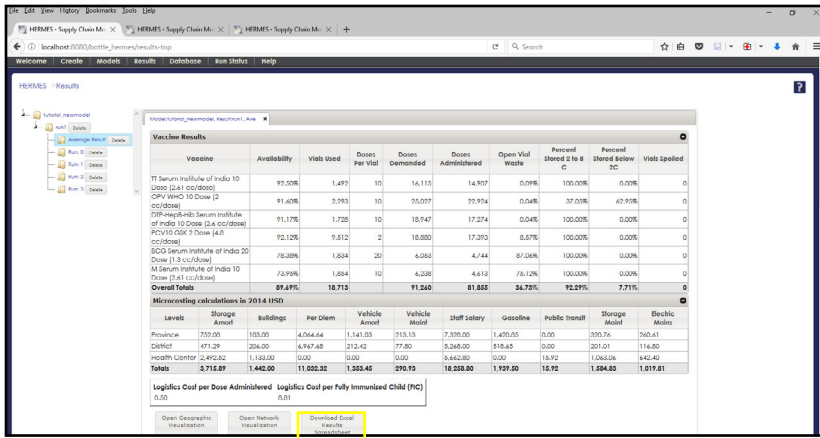 File Edit View History Bookmarks Tools Help
HERMES - Supply Chain Mo × HERMES - Supply Chain Mo × HERMES - Supply Chain Mo × +
localhost:8080/bottle_hermes/results-top Search
Welcome Create Models Results Database Run Status Help
HERMES >Results ?
tutorial_newmodel
run1 Delete
Average Result Delete
Run: 0 Delete
Run: 1 Delete
Run: 2 Delete
Run: 3 Delete
Model:tutorial_newmodel, Result:run1, Ave ×
Vaccine Results
Vaccine Availability Vials Used Doses Per Vial Doses Demanded Doses Administered Open Vial Waste Percent Stored 2 to 8 C Percent Stored Below 2C Vials Spoiled
TT Serum Institute of India 10 Dose (2.61 cc/dose) 92.50% 1,492 10 16,115 14,907 0.09% 100.00% 0.00% 0
OPV WHO 10 Dose (2 cc/dose) 91.60% 2,293 10 25,027 22,924 0.04% 37.05% 62.95% 0
DTP-HepB-Hib Serum Institute of India 10 Dose (2.6 cc/dose) 91.17% 1,728 10 18,947 17,274 0.04% 100.00% 0.00% 0
PCV10 GSK 2 Dose (4.8 cc/dose) 92.12% 9,512 2 18,880 17,393 8.57% 100.00% 0.00% 0
BCG Serum Institute of India 20 Dose (1.3 cc/dose) 78.38% 1,834 20 6,053 4,744 87.06% 100.00% 0.00% 0
M Serum Institute of India 10 Dose (2.61 cc/dose) 73.98% 1,854 10 6,238 4,613 75.12% 100.00% 0.00% 0
Overall Totals 89.69% 18,713 91,260 81,855 36.73% 92.29% 7.71% 0
Microcosting calculations in 2014 USD
Levels Storage Amort Buildings Per Diem Vehicle Amort Vehicle Maint Staff Salary Gasoline Public Transit Storage Maint Electric Mains
Province 752.08 103.00 4,064.64 1,141.03 213.13 7,328.00 1,420.85 0.00 320.76 260.61
District 471.29 206.00 6,967.68 212.42 77.80 5,268.00 518.65 0.00 201.01 116.80
Health Center 2,492.52 1,133.00 0.00 0.00 0.00 5,662.80 0.00 15.92 1,063.06 642.40
Totals 3,715.89 1,442.00 11,032.32 1,353.45 290.93 18,258.80 1,939.50 15.92 1,584.83 1,019.81
Logistics Cost per Dose Administered Logistics Cost per Fully Immunized Child (FIC)
0.50 8.81
Open Geographic Visualization Open Network Visualization Download Excel Results Spreadsheet